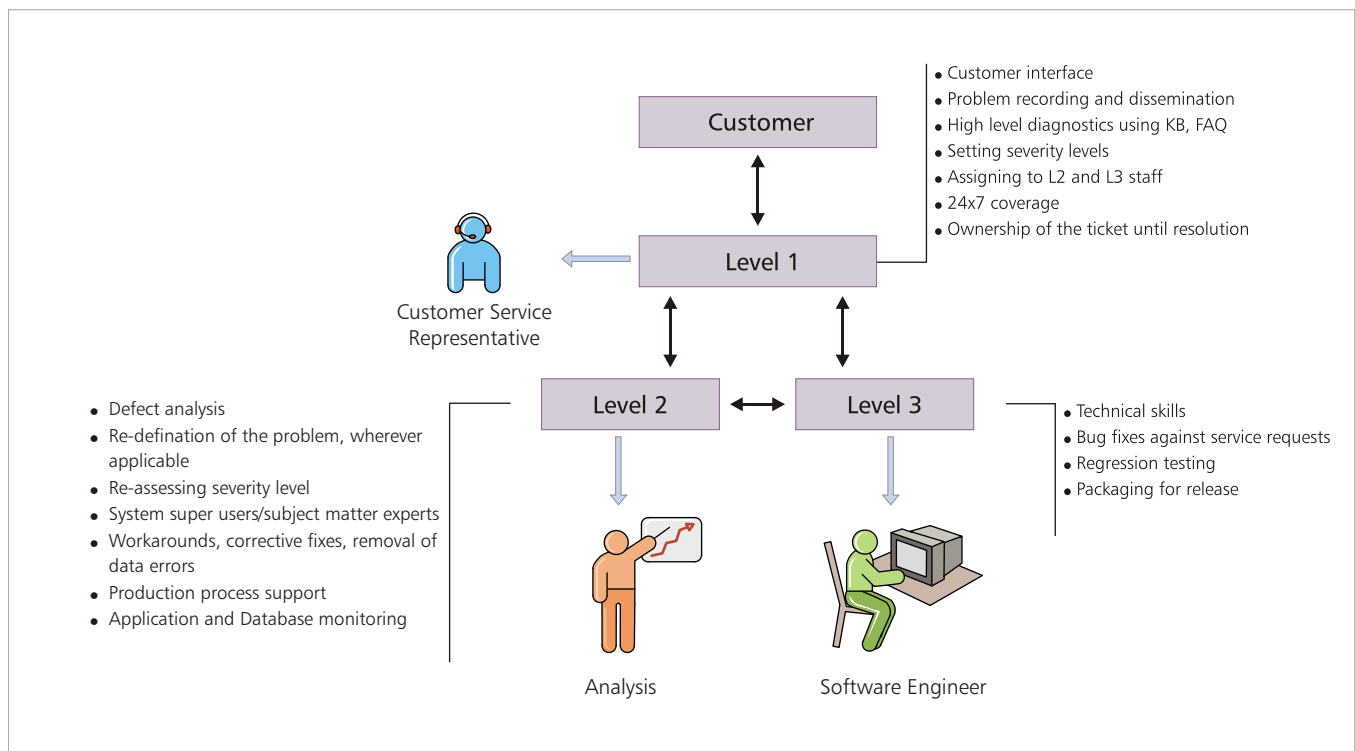 Customer
• Customer interface
• Problem recording and dissemination
• High level diagnostics using KB, FAQ
• Setting severity levels
• Assigning to L2 and L3 staff
• 24x7 coverage
• Ownership of the ticket until resolution
Level 1
Customer Service
Representative
Level 2
Level 3
• Defect analysis
• Re-defination of the problem, wherever
applicable
• Re-assessing severity level
• System super users/subject matter experts
• Workarounds, corrective fixes, removal of
data errors
• Production process support
• Application and Database monitoring
• Technical skills
• Bug fixes against service requests
• Regression testing
• Packaging for release
Analysis
Software Engineer